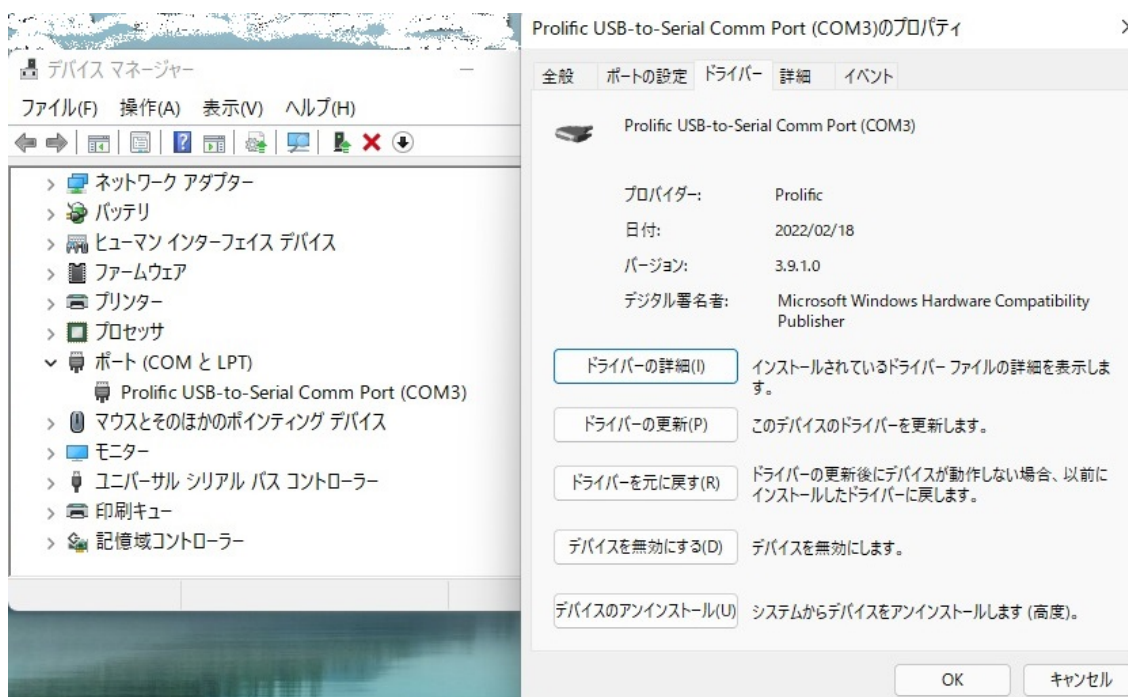 デバイス マネージャー
ファイル(F) 操作(A) 表示(V) ヘルプ(H)
ネットワーク アダプター
バッテリ
ヒューマン インターフェイス デバイス
ファームウェア
プリンター
プロセッサ
ポート (COM と LPT)
Prolific USB-to-Serial Comm Port (COM3)
マウスとそのほかのポインティング デバイス
モニター
ユニバーサル シリアル バス コントローラー
印刷キュー
記憶域コントローラー
Prolific USB-to-Serial Comm Port (COM3)のプロパティ
全般 ポートの設定 ドライバー 詳細 イベント
Prolific USB-to-Serial Comm Port (COM3)
プロバイダー: Prolific
日付: 2022/02/18
バージョン: 3.9.1.0
デジタル署名者: Microsoft Windows Hardware Compatibility
Publisher
ドライバーの詳細(I) インストールされているドライバー ファイルの詳細を表示しま
す。
ドライバーの更新(P) このデバイスのドライバーを更新します。
ドライバーを元に戻す(R) ドライバーの更新後にデバイスが動作しない場合、以前に
インストールしたドライバーに戻します。
デバイスを無効にする(D) デバイスを無効にします。
デバイスのアンインストール(U) システムからデバイスをアンインストールします (高度)。
OK キャンセル